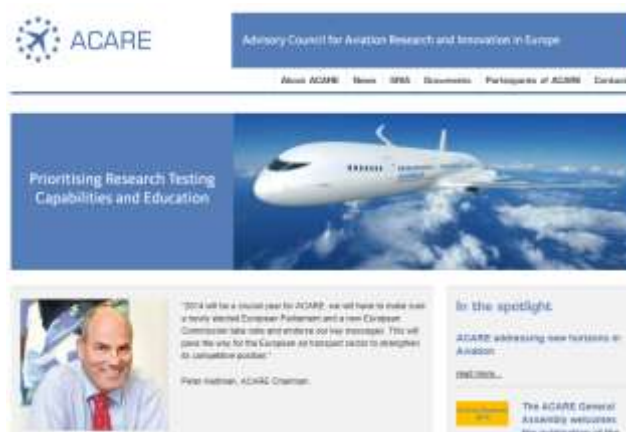 ACARE
Advisory Council for Aviation Research and Innovation in Europe
About ACARE News SRIA Documents Participants of ACARE Contact
Prioritising Research Testing
Capabilities and Education
"2014 will be a crucial year for ACARE, we will have to make sure
a newly elected European Parliament and a new European
Commission take note and endorse our key messages. This will
pave the way for the European air transport sector to strengthen
its competitive position."
Peter Hartman, ACARE Chairman.
In the spotlight
ACARE addressing new horizons in
Aviation
read more...
The ACARE General
Assembly welcomes
the publication of the